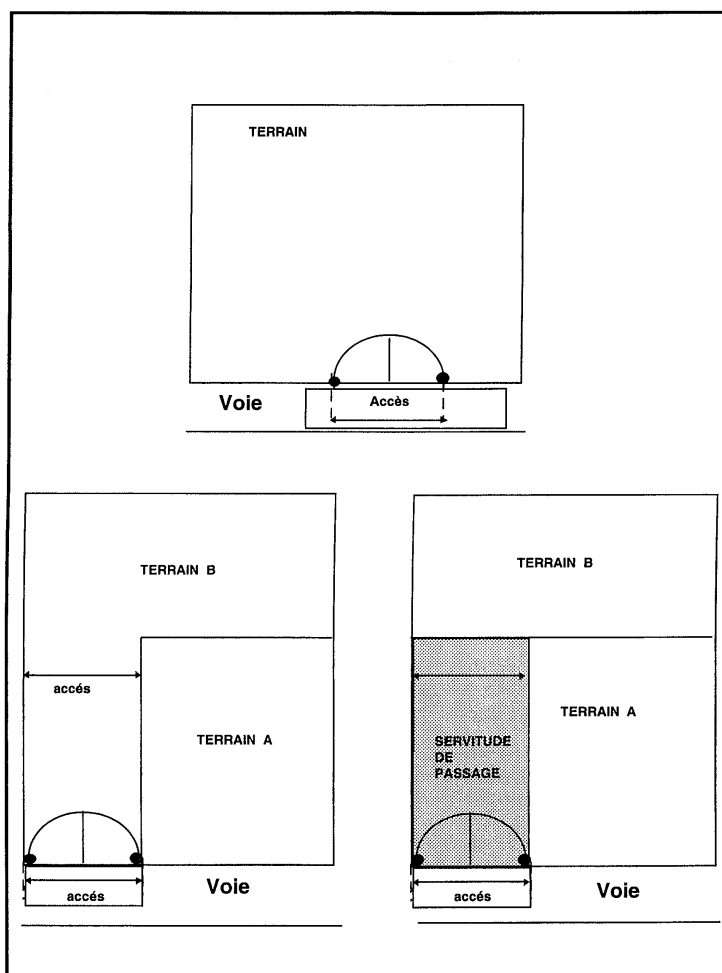 TERRAIN
Voie
Accès
TERRAIN B
accés
TERRAIN A
accés
Voie
TERRAIN B
TERRAIN A
SERVITUDE
DE
PASSAGE
accés
Voie